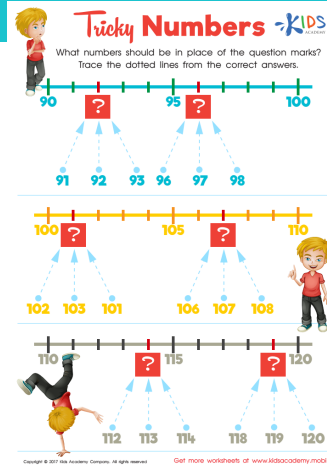 Tricky Numbers
KIDS
ACADEMY
What numbers should be in place of the question marks?
Trace the dotted lines from the correct answers.
90 95 100
? ?
91 92 93 96 97 98
100 105 110
? ?
102 103 101 106 107 108
110 115 120
? ?
112 113 114 118 119 120
Copyright © 2017 Kids Academy Company. All rights reserved
Get more worksheets at www.kidsacademy.mobi